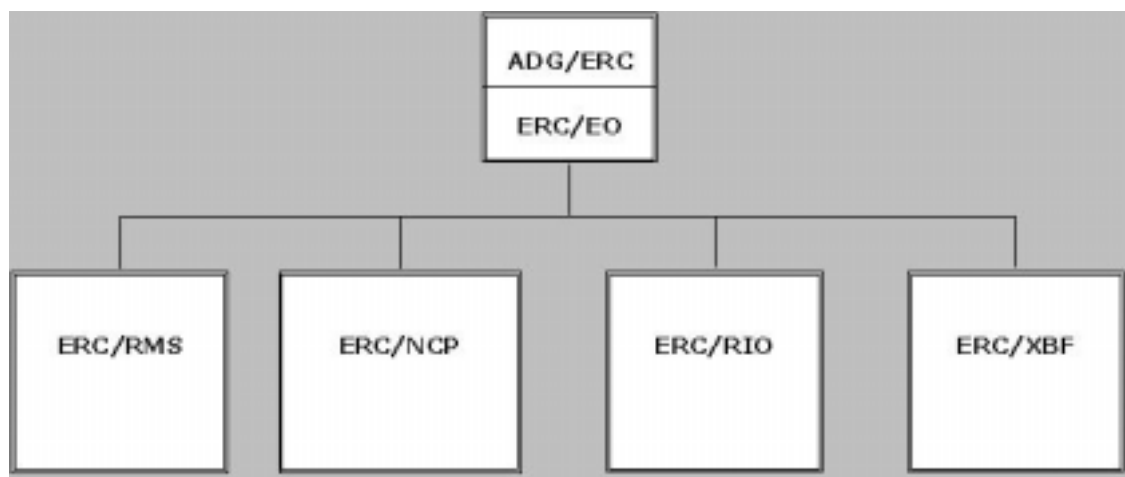 ADG/ERC
ERC/EO
ERC/RMS
ERC/NCP
ERC/RIO
ERC/XBF